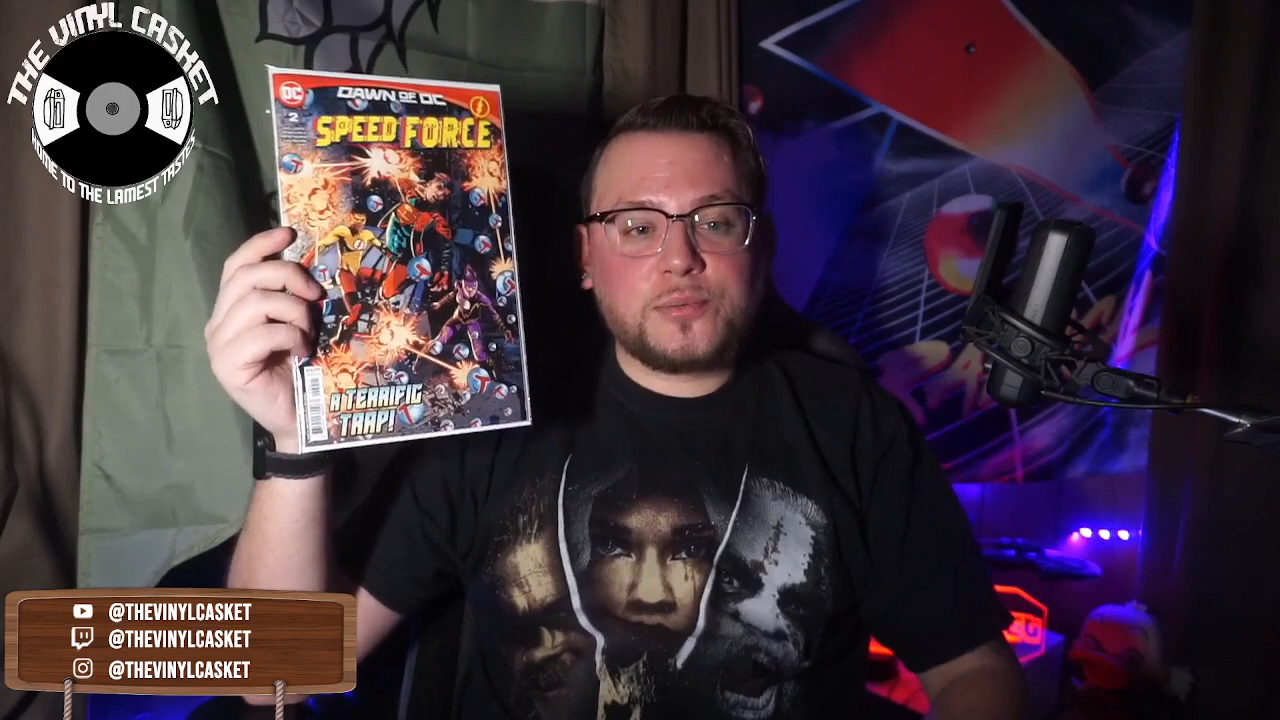 THE VINYL CASKET
HOME TO THE LAMEST TASTES
DAWN OF DC
DC
2
SPEED FORCE
A TERRIFIC
TRAP!
@THEVINYLCASKET
@THEVINYLCASKET
@THEVINYLCASKET